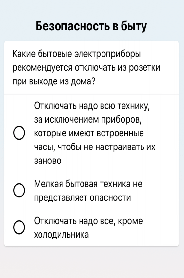 Безопасность в быту
Какие бытовые электроприборы
рекомендуется отключать из розетки
при выходе из дома?
Отключать надо всю технику,
за исключением приборов,
которые имеют встроенные
часы, чтобы не настраивать их
заново
Мелкая бытовая техника не
представляет опасности
Отключать надо все, кроме
холодильника